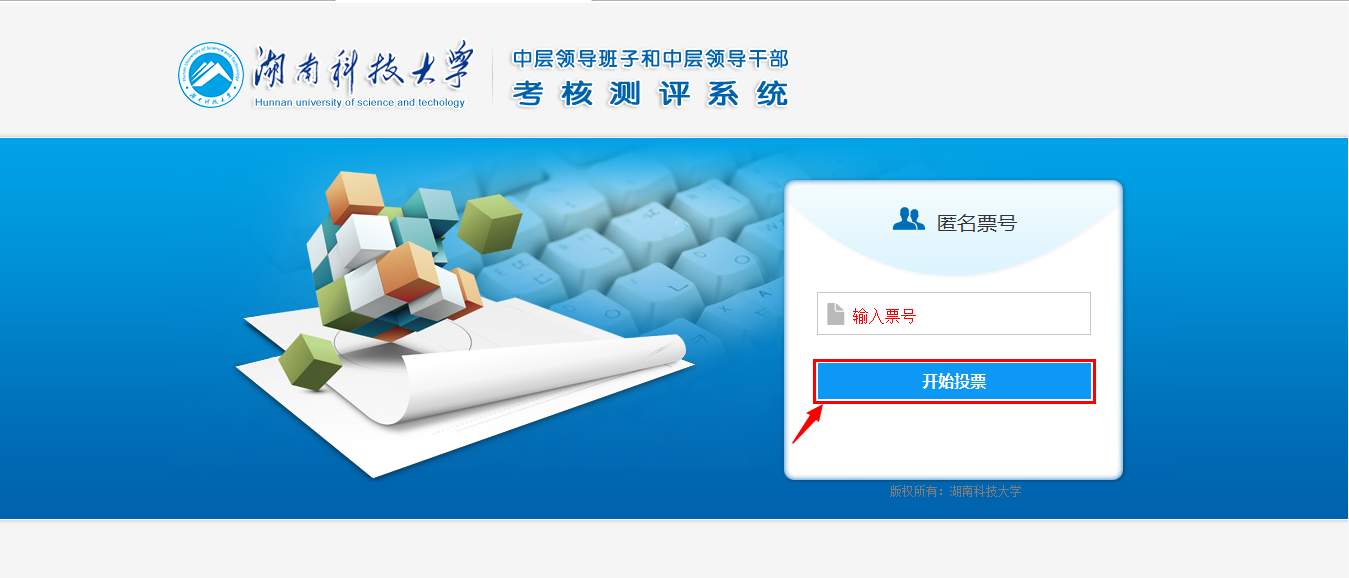 湖南科技大学
Hunnan university of science and techology
中层领导班子和中层领导干部
考核测评系统
匿名票号
输入票号
开始投票
版权所有：湖南科技大学